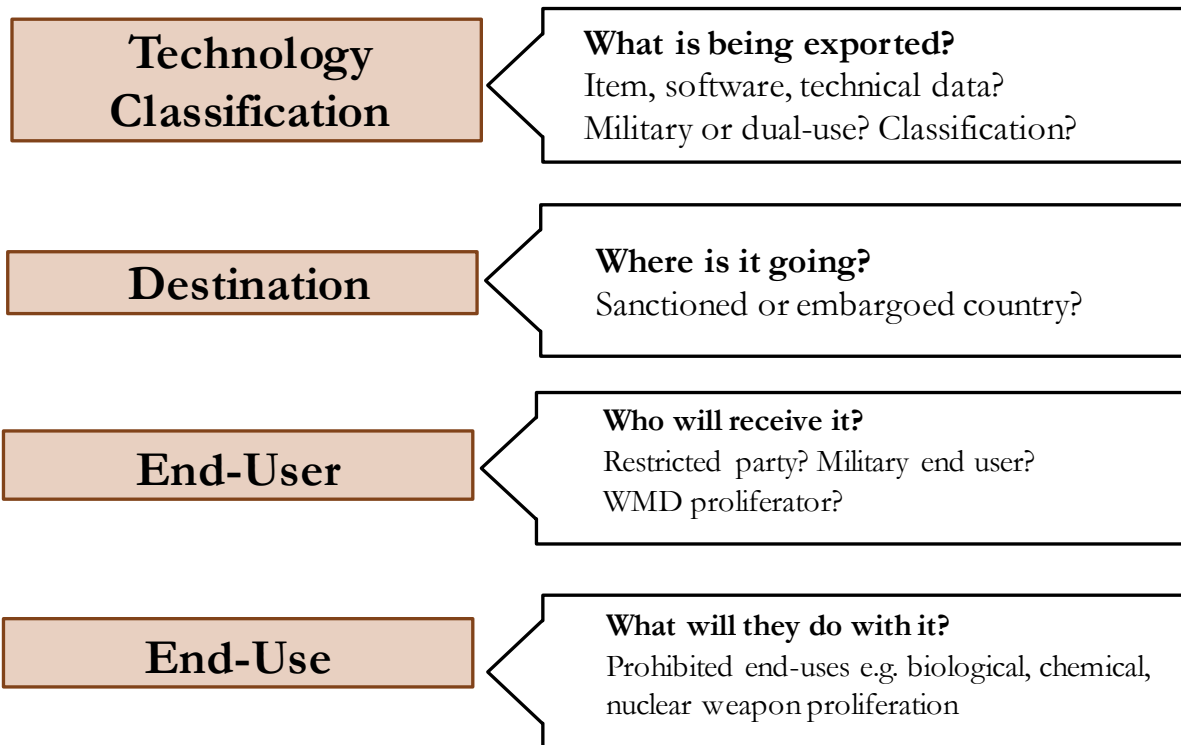 Technology
Classification
What is being exported?
Item, software, technical data?
Military or dual-use? Classification?
Destination
Where is it going?
Sanctioned or embargoed country?
End-User
Who will receive it?
Restricted party? Military end user?
WMD proliferator?
End-Use
What will they do with it?
Prohibited end-uses e.g. biological, chemical,
nuclear weapon proliferation